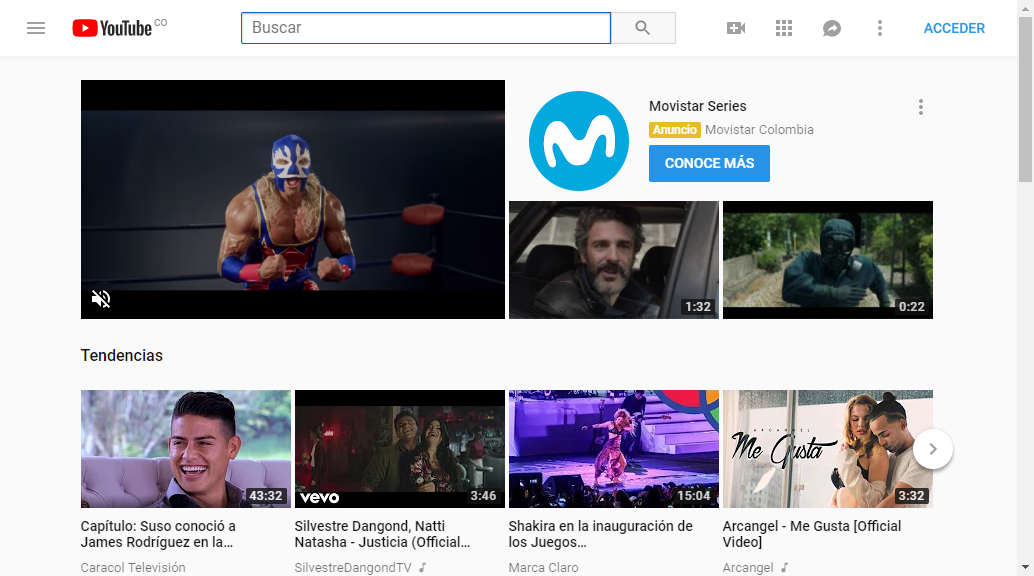 YouTube CO
Buscar
ACCEDER
Movistar Series
Anuncio Movistar Colombia
CONOCE MÁS
1:32
0:22
Tendencias
43:32
vevo
3:46
15:04
ARCANGEL
Me Gusta
3:32
Capítulo: Suso conoció a
James Rodríguez en la…
Caracol Televisión
Silvestre Dangond, Natti
Natasha - Justicia (Official…
SilvestreDangondTV
Shakira en la inauguración de
los Juegos…
Marca Claro
Arcangel - Me Gusta [Official
Video]
Arcangel